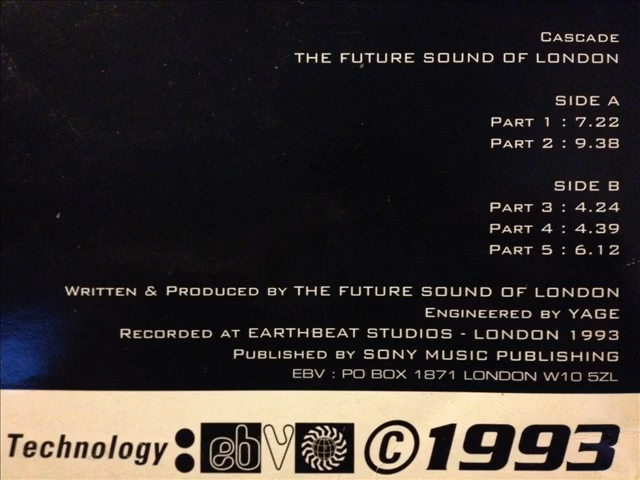 Cascade
THE FUTURE SOUND OF LONDON
SIDE A
Part 1 : 7.22
Part 2 : 9.38
SIDE B
Part 3 : 4.24
Part 4 : 4.39
Part 5 : 6.12
Written & Produced by THE FUTURE SOUND OF LONDON
Engineered by YAGE
Recorded at EARTHBEAT STUDIOS - LONDON 1993
Published by SONY MUSIC PUBLISHING
EBV : PO BOX 1871 LONDON W10 5ZL
Technology : ebV © 1993